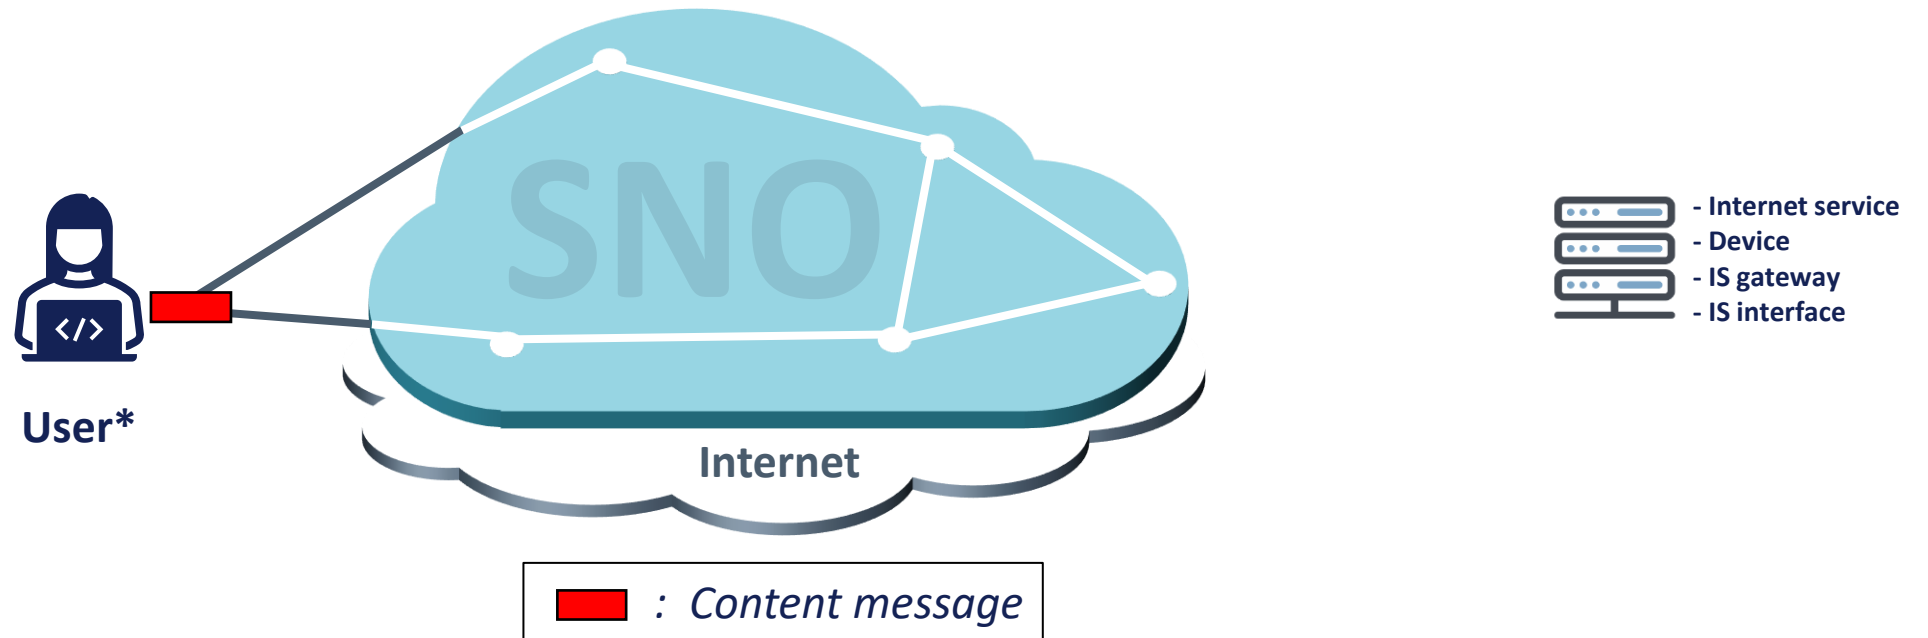 SNO
- Internet service
- Device
- IS gateway
- IS interface
</>
User*
Internet
: Content message